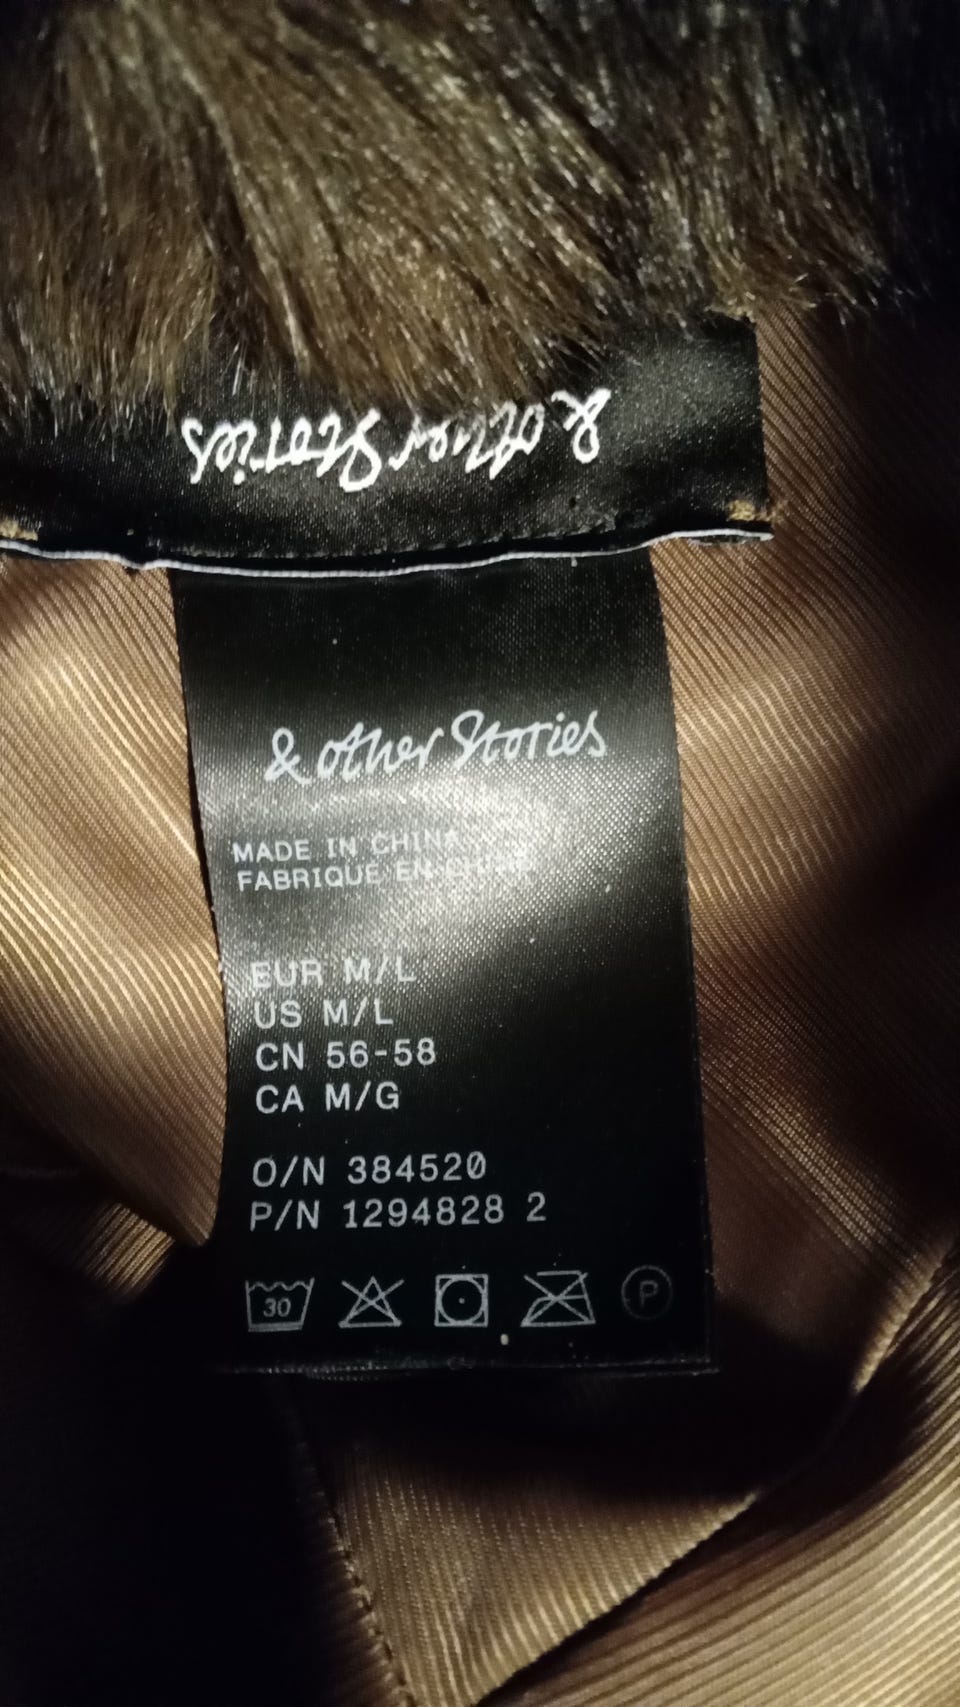 & other Stories
& other Stories
MADE IN CHINA
FABRIQUÉ EN CHINE
EUR M/L
US M/L
CN 56-58
CA M/G
O/N 384520
P/N 1294828 2
30
P